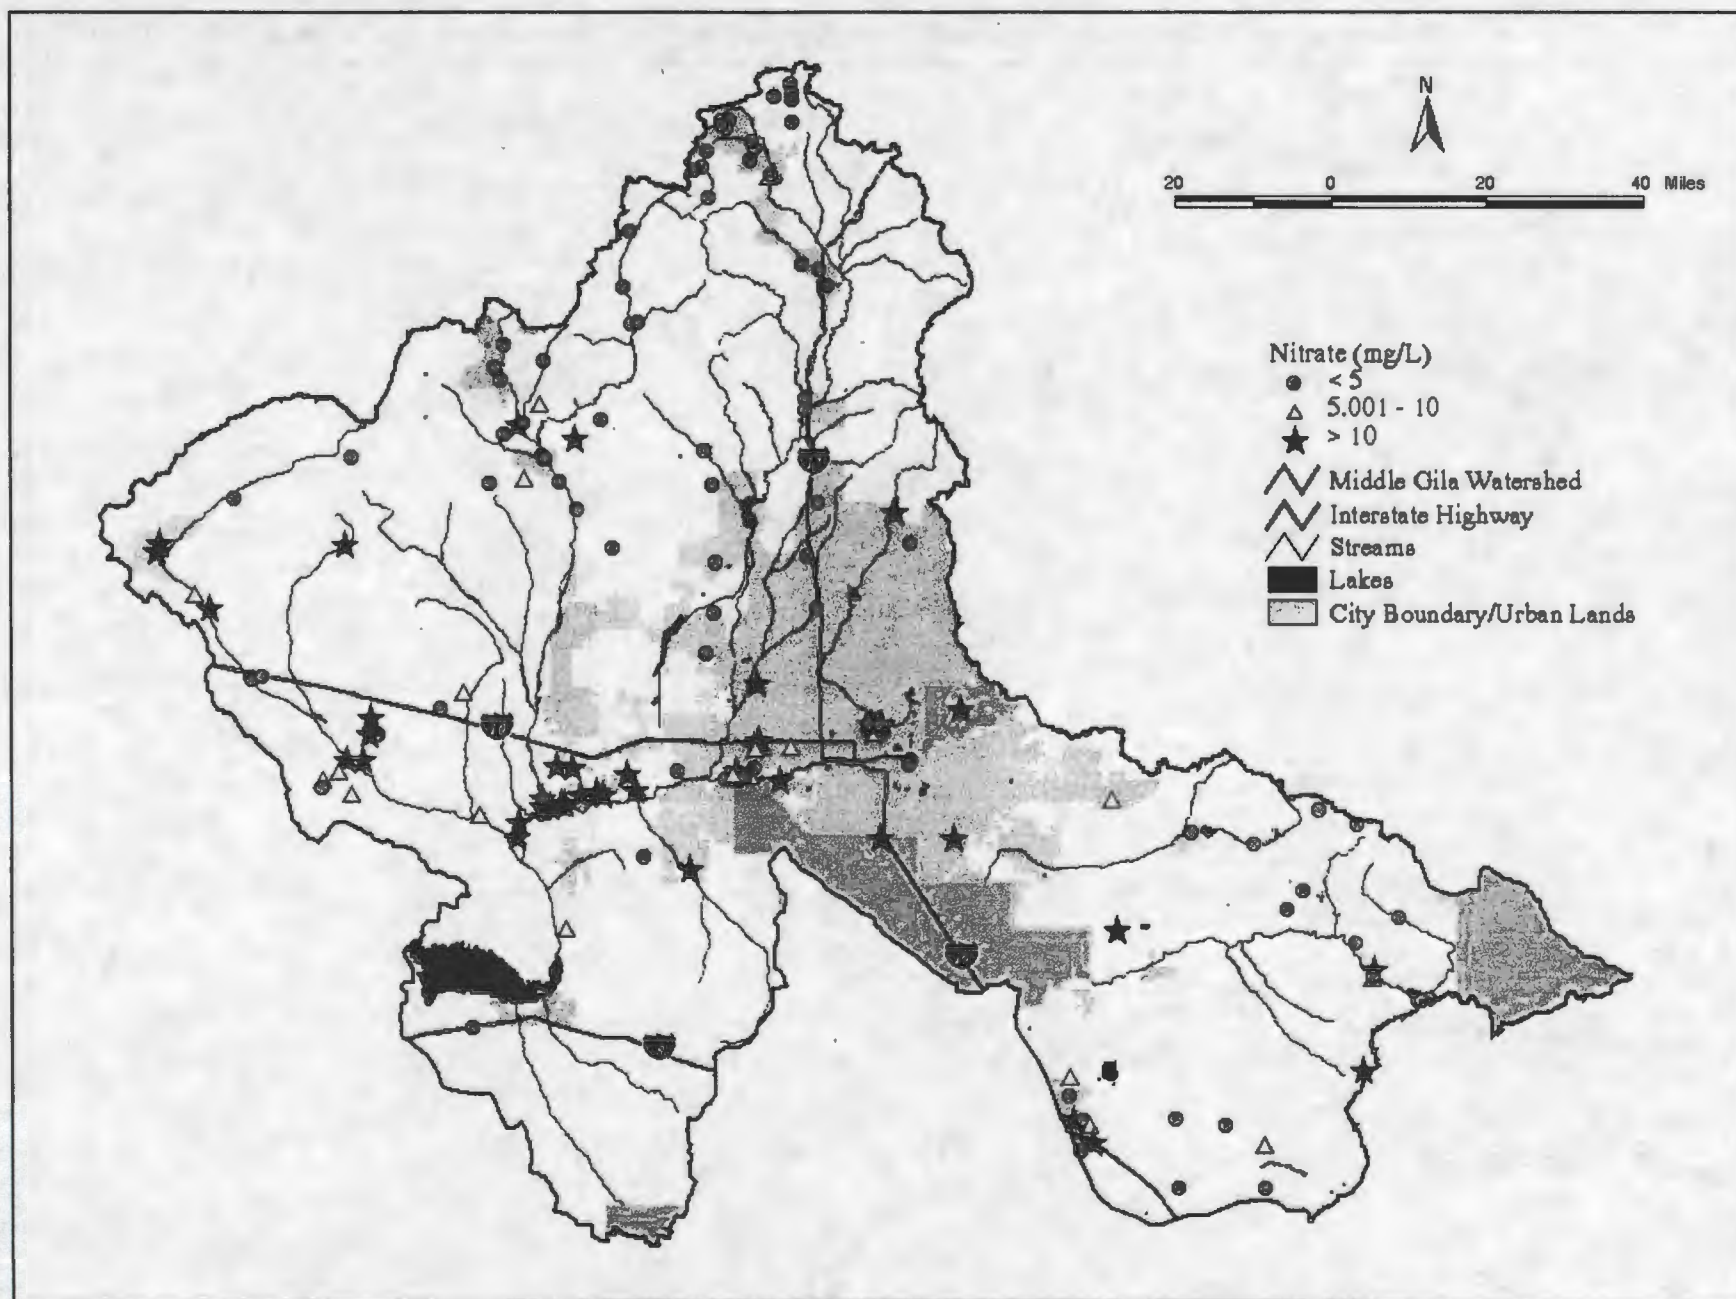 N
20 0 20 40 Miles
Nitrate (mg/L)
< 5
5.001 - 10
> 10
Middle Gila Watershed
Interstate Highway
Streams
Lakes
City Boundary/Urban Lands